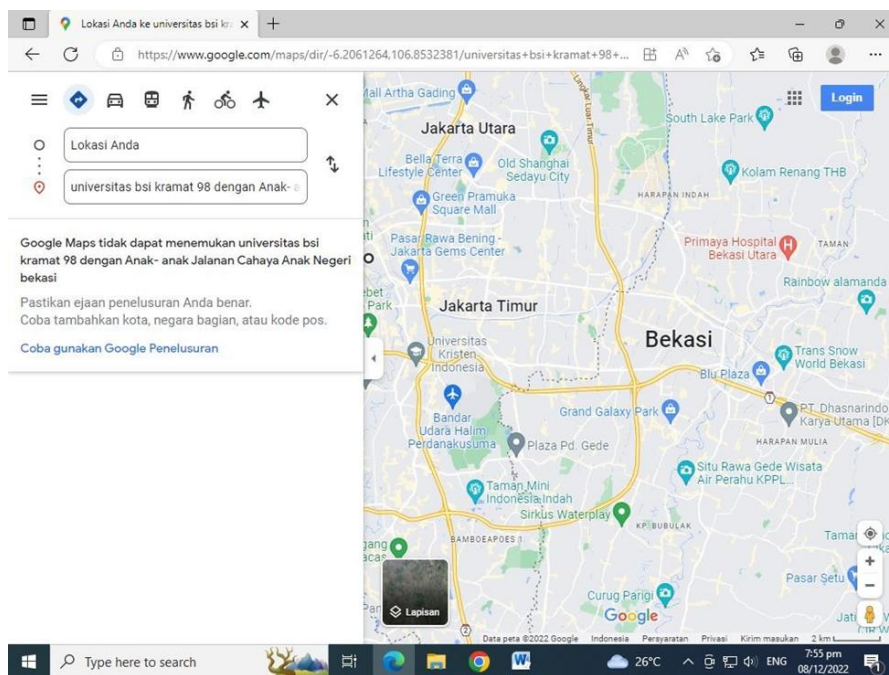 Lokasi Anda ke universitas bsi kr
https://www.google.com/maps/dir/-6.2061264,106.8532381/universitas+bsi+kramat+98+...
Lokasi Anda
universitas bsi kramat 98 dengan Anak- a
Google Maps tidak dapat menemukan universitas bsi
kramat 98 dengan Anak- anak Jalanan Cahaya Anak Negeri
bekasi
Pastikan ejaan penelusuran Anda benar.
Coba tambahkan kota, negara bagian, atau kode pos.
Coba gunakan Google Penelusuran
Login
Mall Artha Gading
Lingkar Luar Timur
South Lake Park
Jakarta Utara
Bella Terra
Lifestyle Center
Old Shanghai
Sedayu City
Kolam Renang THB
Green Pramuka
Square Mall
HARAPAN INDAH
Pasar Rawa Bening -
Jakarta Gems Center
Primaya Hospital
Bekasi Utara
TAMAN
Rainbow alamanda
Park
Jakarta Timur
Universitas
Kristen
Indonesia
Bekasi
Trans Snow
World Bekasi
Blu Plaza
Bandar
Udara Halim
Perdanakusuma
Grand Galaxy Park
PT. Dhasnarindo
Karya Utama [DK
Plaza Pd. Gede
HARAPAN MULIA
Situ Rawa Gede Wisata
Air Perahu KPPL...
Taman Mini
Indonesia Indah
Sirkus Waterplay
KP. BUBULAK
BAMBOEAPOES 1
Pasar Setu
Curug Parigi
Lapisan
Google
Data peta ©2022 Google Indonesia Persyaratan Privasi Kirim masukan 2 km
Type here to search
26°C
ENG
7:55 pm
08/12/2022